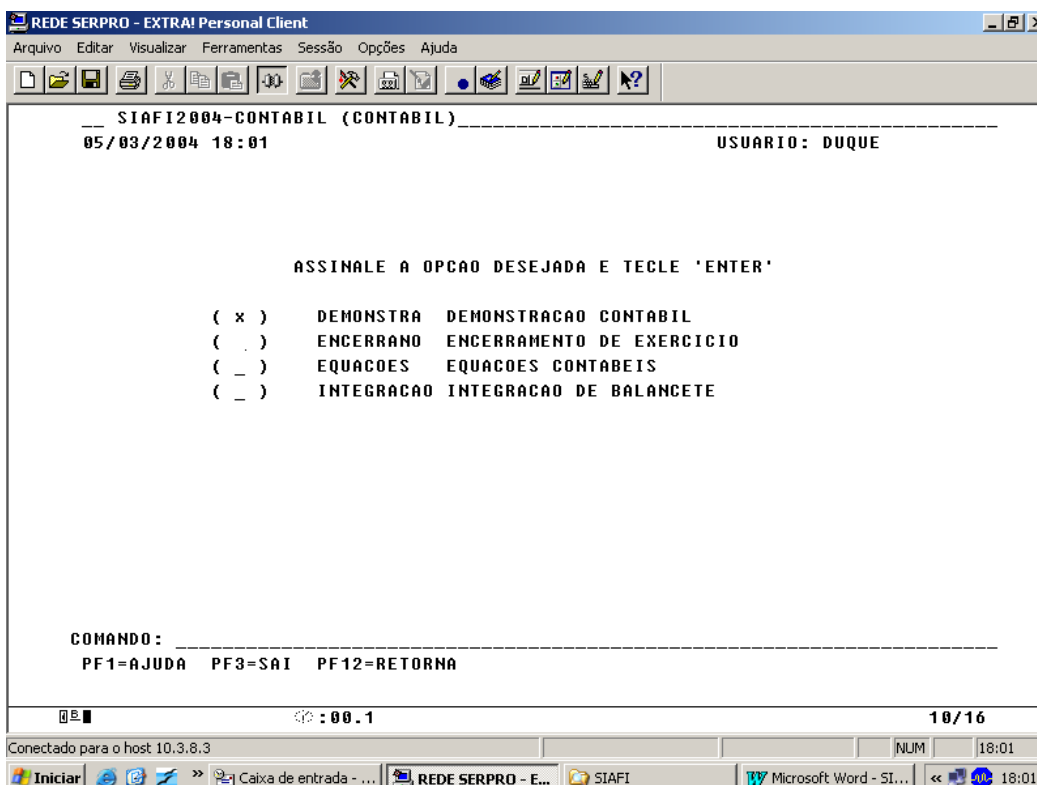 REDE SERPRO - EXTRA! Personal Client
Arquivo Editar Visualizar Ferramentas Sessão Opções Ajuda
__ SIAFI2004-CONTABIL (CONTABIL)______________________________________________
05/03/2004 18:01 USUARIO: DUQUE
ASSINALE A OPCAO DESEJADA E TECLE 'ENTER'
( x ) DEMONSTRA DEMONSTRACAO CONTABIL
( ) ENCERRANO ENCERRAMENTO DE EXERCICIO
( _ ) EQUACOES EQUACOES CONTABEIS
( _ ) INTEGRACAO INTEGRACAO DE BALANCETE
COMANDO: ______________________________________________________________________
PF1=AJUDA PF3=SAI PF12=RETORNA
:00.1 10/16
Conectado para o host 10.3.8.3 NUM 18:01
Iniciar » Caixa de entrada - ... REDE SERPRO - E... SIAFI Microsoft Word - SI... « 18:01